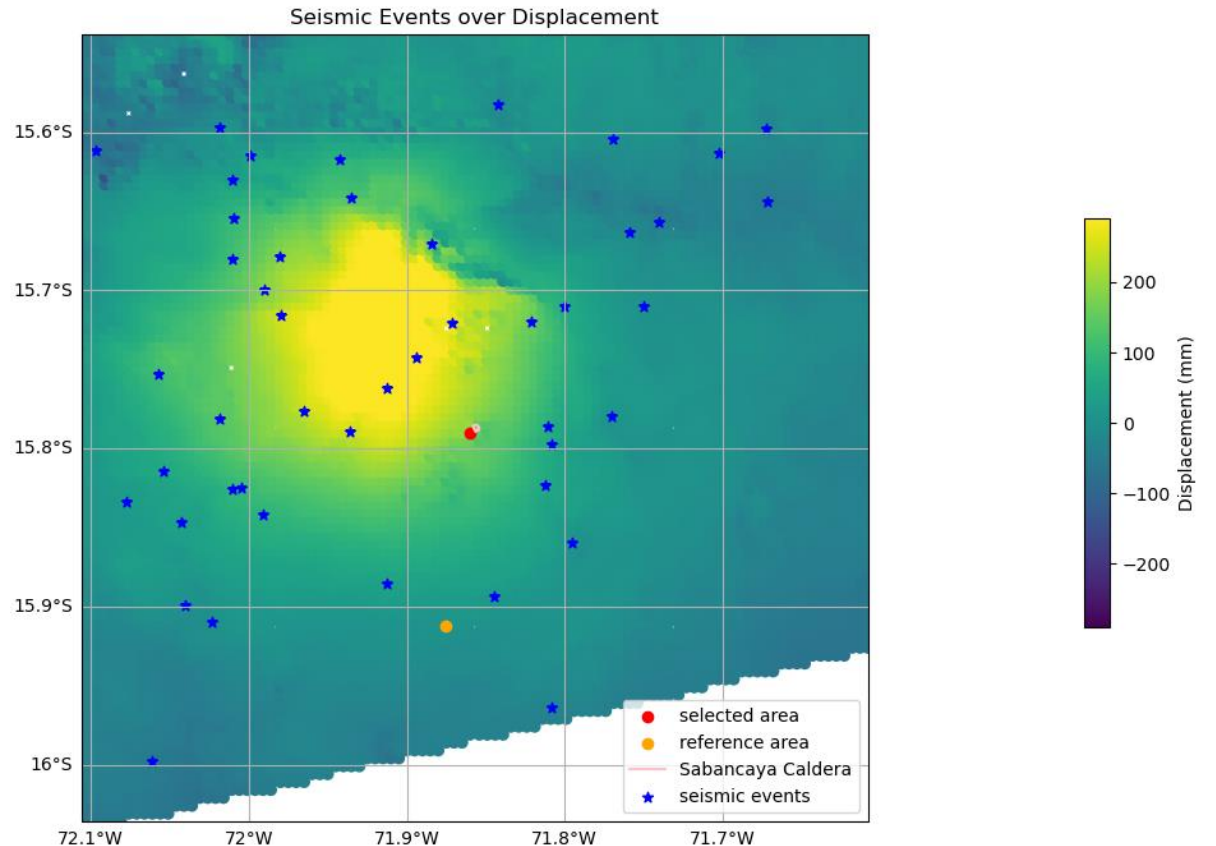 Seismic Events over Displacement
15.6°S
15.7°S
15.8°S
15.9°S
16°S
72.1°W
72°W
71.9°W
71.8°W
71.7°W
selected area
reference area
Sabancaya Caldera
seismic events
200
100
0
−100
−200
Displacement (mm)